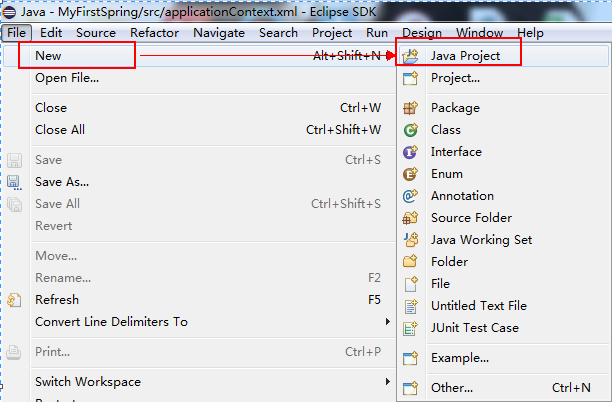 Java - MyFirstSpring/src/applicationContext.xml - Eclipse SDK
File Edit Source Refactor Navigate Search Project Run Design Window Help
New Alt+Shift+N
Open File...
Close Ctrl+W
Close All Ctrl+Shift+W
Save Ctrl+S
Save As...
Save All Ctrl+Shift+S
Revert
Move...
Rename... F2
Refresh F5
Convert Line Delimiters To
Print... Ctrl+P
Switch Workspace
Java Project
Project...
Package
Class
Interface
Enum
Annotation
Source Folder
Java Working Set
Folder
File
Untitled Text File
JUnit Test Case
Example...
Other... Ctrl+N